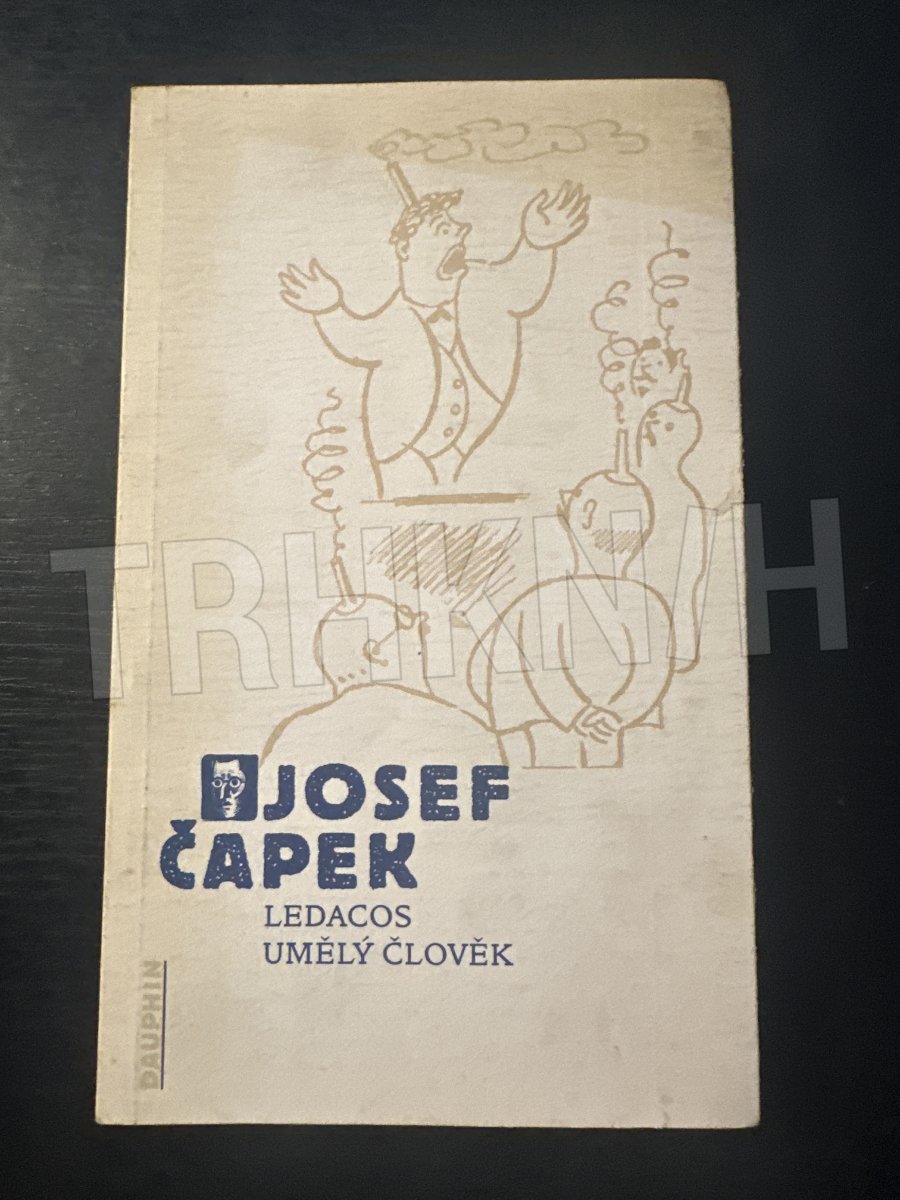 TRHKNIH
JOSEF
ČAPEK
LEDACOS
UMĚLÝ ČLOVĚK
DAUPHIN